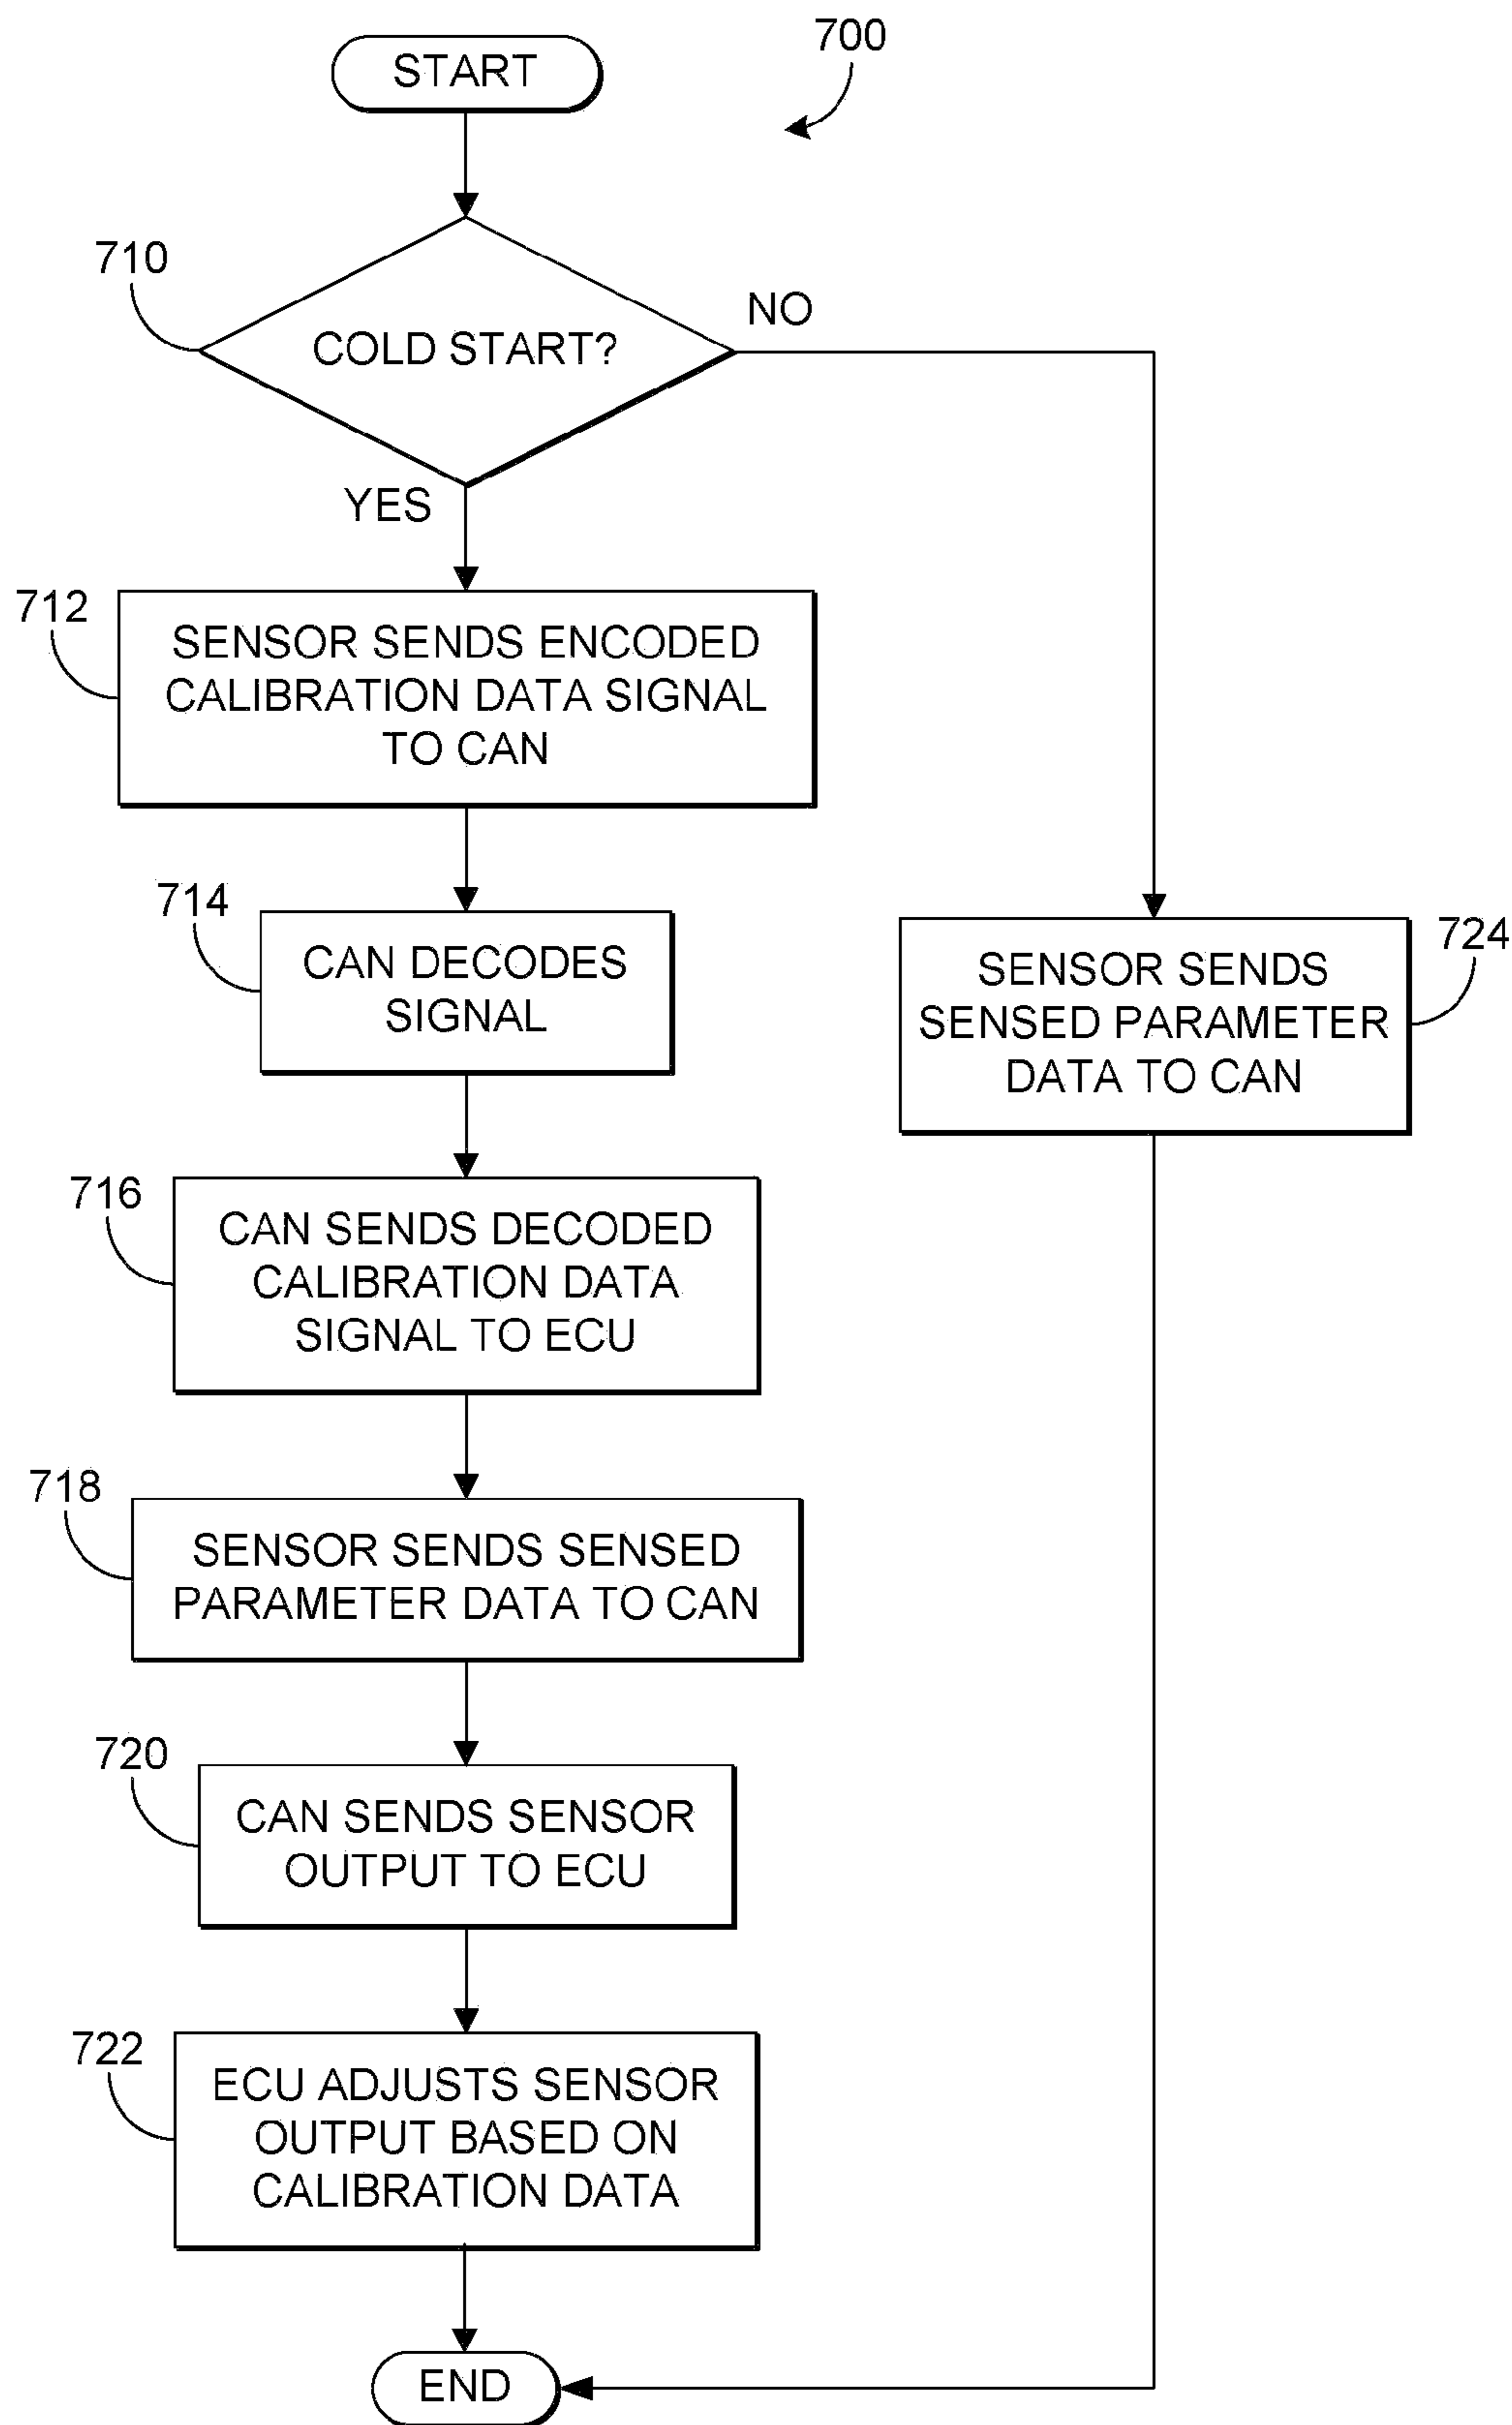 700
START
710
COLD START?
NO
YES
712
SENSOR SENDS ENCODED
CALIBRATION DATA SIGNAL
TO CAN
714
CAN DECODES
SIGNAL
724
SENSOR SENDS
SENSED PARAMETER
DATA TO CAN
716
CAN SENDS DECODED
CALIBRATION DATA
SIGNAL TO ECU
718
SENSOR SENDS SENSED
PARAMETER DATA TO CAN
720
CAN SENDS SENSOR
OUTPUT TO ECU
722
ECU ADJUSTS SENSOR
OUTPUT BASED ON
CALIBRATION DATA
END